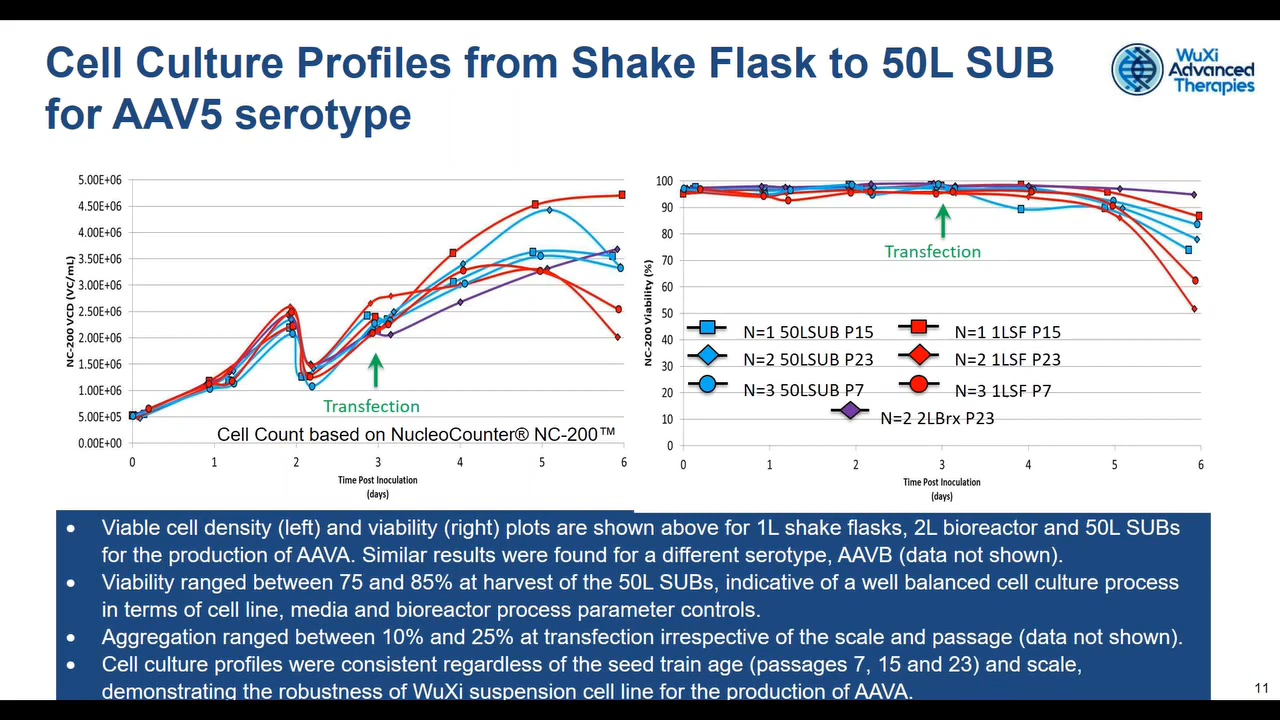 Cell Culture Profiles from Shake Flask to 50L SUB
for AAV5 serotype
WuXi
Advanced
Therapies
5.00E+06
4.50E+06
4.00E+06
3.50E+06
3.00E+06
2.50E+06
2.00E+06
1.50E+06
1.00E+06
5.00E+05
0.00E+00
NC-200 VCD (VC/mL)
Transfection
Cell Count based on NucleoCounter® NC-200™
0 1 2 3 4 5 6
Time Post Inoculation
(days)
100
90
80
70
60
50
40
30
20
10
0
NC-200 Viability (%)
Transfection
N=1 50LSUB P15
N=1 1LSF P15
N=2 50LSUB P23
N=2 1LSF P23
N=3 50LSUB P7
N=3 1LSF P7
N=2 2LBrx P23
0 1 2 3 4 5 6
Time Post Inoculation
(days)
• Viable cell density (left) and viability (right) plots are shown above for 1L shake flasks, 2L bioreactor and 50L SUBs
for the production of AAVA. Similar results were found for a different serotype, AAVB (data not shown).
• Viability ranged between 75 and 85% at harvest of the 50L SUBs, indicative of a well balanced cell culture process
in terms of cell line, media and bioreactor process parameter controls.
• Aggregation ranged between 10% and 25% at transfection irrespective of the scale and passage (data not shown).
• Cell culture profiles were consistent regardless of the seed train age (passages 7, 15 and 23) and scale,
demonstrating the robustness of WuXi suspension cell line for the production of AAVA.
11